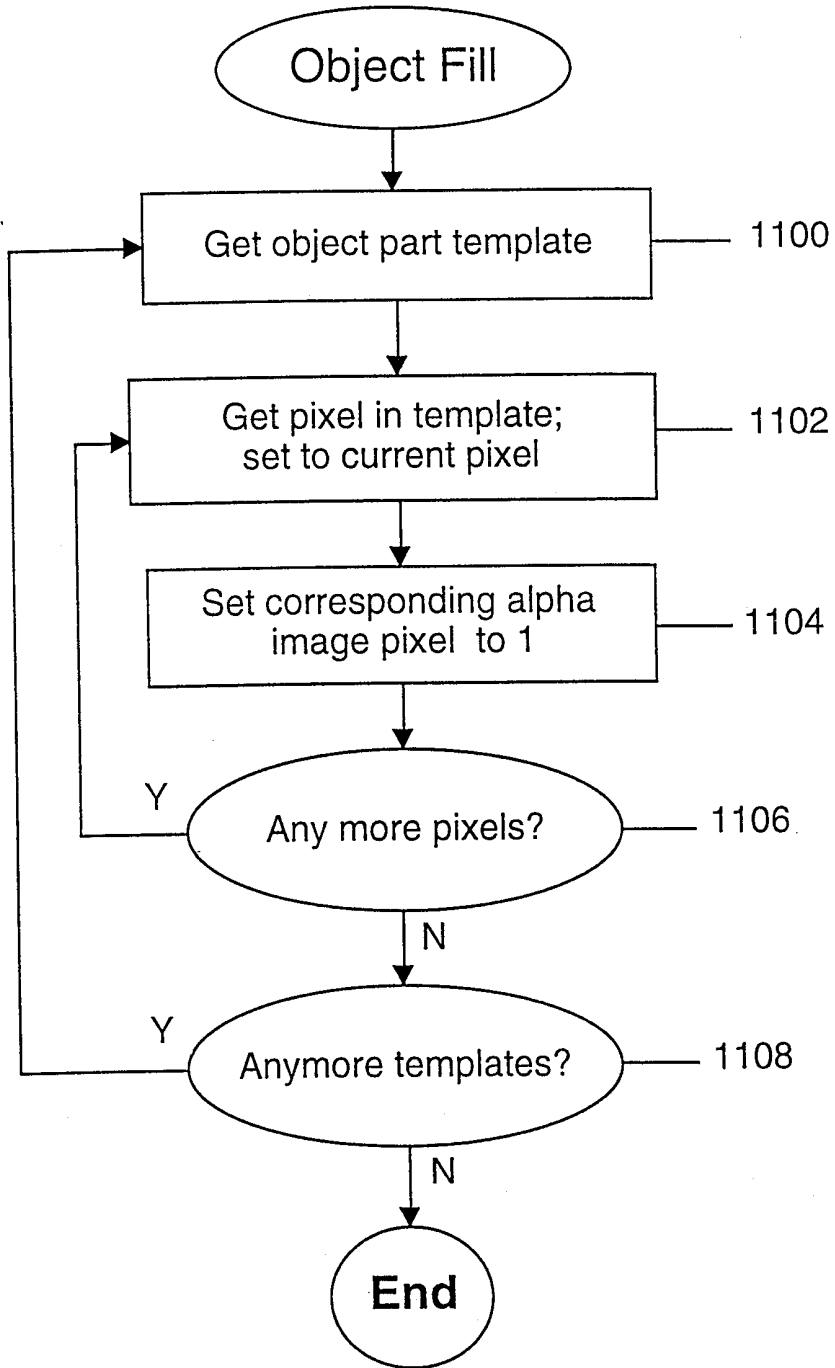 Object Fill
Get object part template
1100
Get pixel in template;
set to current pixel
1102
Set corresponding alpha
image pixel to 1
1104
Y
Any more pixels?
1106
N
Y
Anymore templates?
1108
N
End